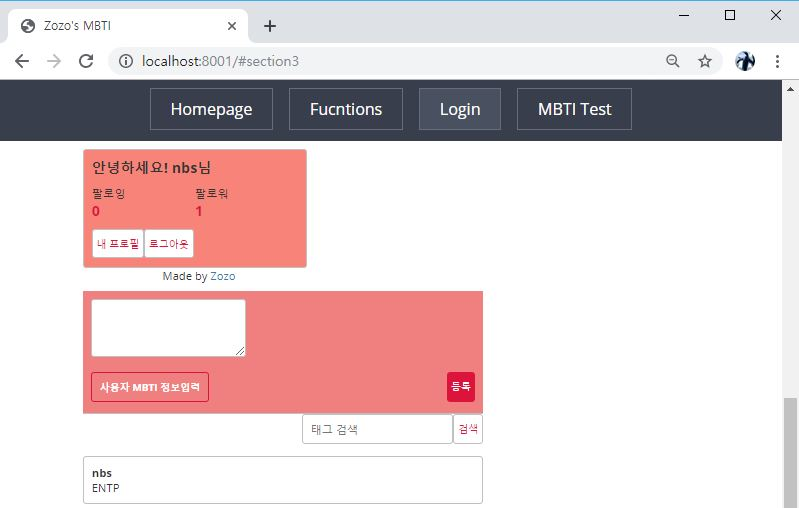 Zozo's MBTI
localhost:8001/#section3
Homepage Fucntions Login MBTI Test
안녕하세요! nbs님
팔로잉 팔로워
0 1
내 프로필 로그아웃
Made by Zozo
사용자 MBTI 정보입력 등록
태그 검색 검색
nbs
ENTP